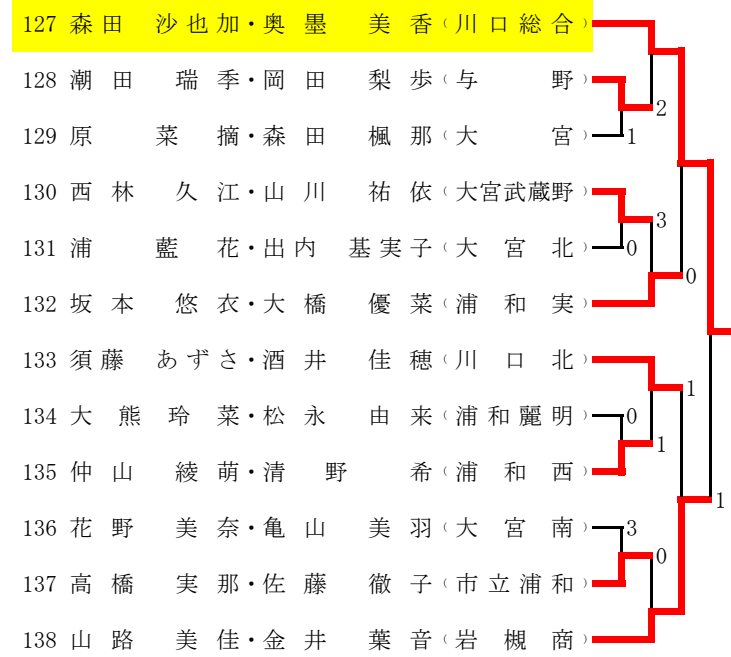 127 森田 沙也加・奥墨 美香(川口総合)
128 潮田 瑞季・岡田 梨歩(与野)
2
129 原 菜摘・森田 楓那(大宮) 1
130 西林 久江・山川 祐依(大宮武蔵野)
3
131 浦 藍花・出内 基実子(大宮北) 0
0
132 坂本 悠衣・大橋 優菜(浦和実)
133 須藤 あずさ・酒井 佳穂(川口北)
1
134 大熊 玲菜・松永 由来(浦和麗明) 0
1
135 仲山 綾萌・清野 希(浦和西)
1
136 花野 美奈・亀山 美羽(大宮南) 3
0
137 高橋 実那・佐藤 徹子(市立浦和)
138 山路 美佳・金井 葉音(岩槻商)